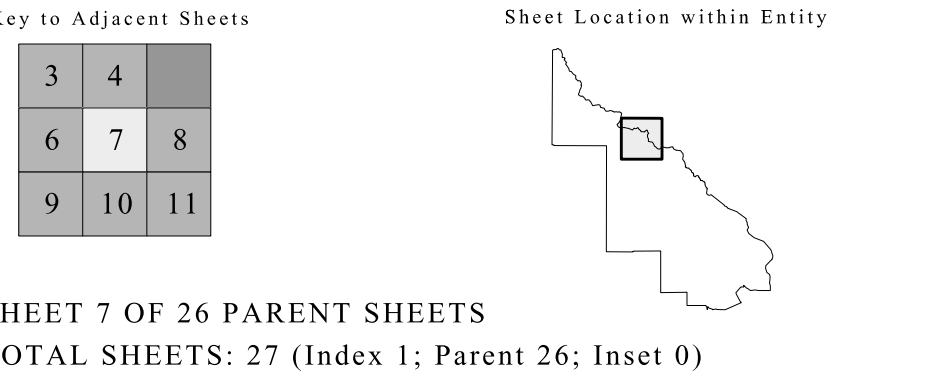 Key to Adjacent Sheets
Sheet Location within Entity
3 4
6 7 8
9 10 11
HEET 7 OF 26 PARENT SHEETS
OTAL SHEETS: 27 (Index 1; Parent 26; Inset 0)